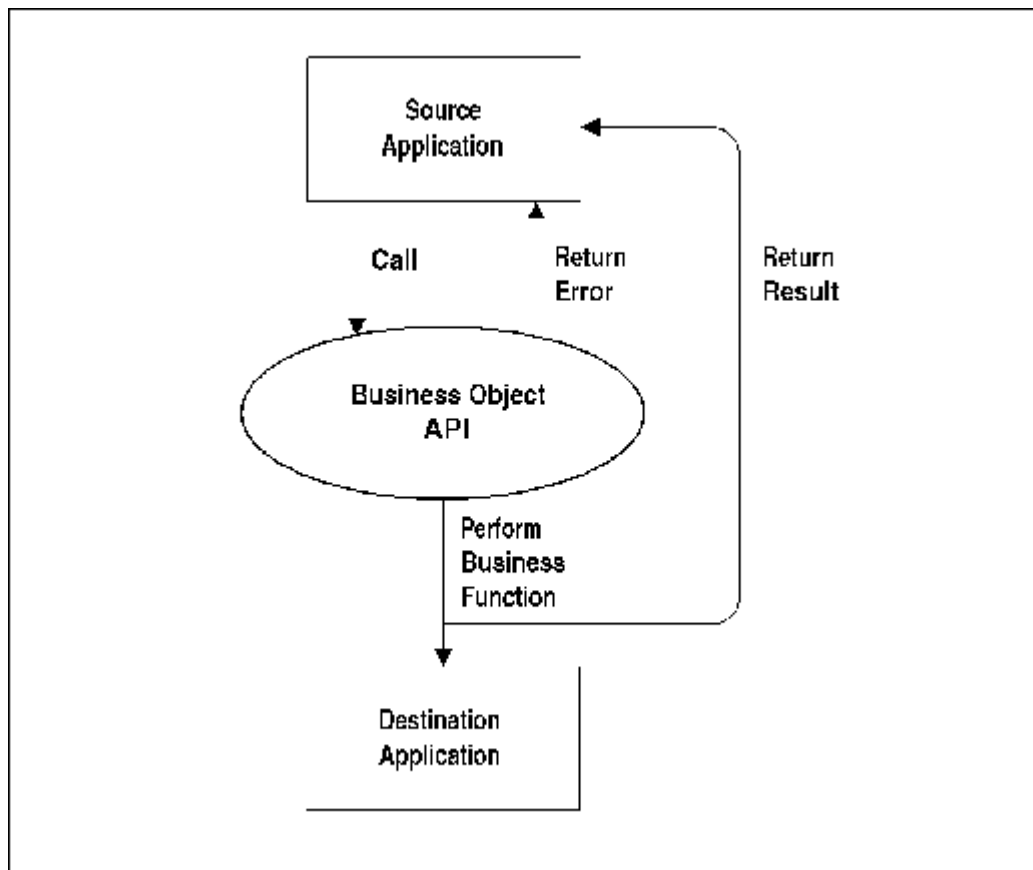 Source
Application
Call
Return
Error
Return
Result
Business Object
API
Perform
Business
Function
Destination
Application